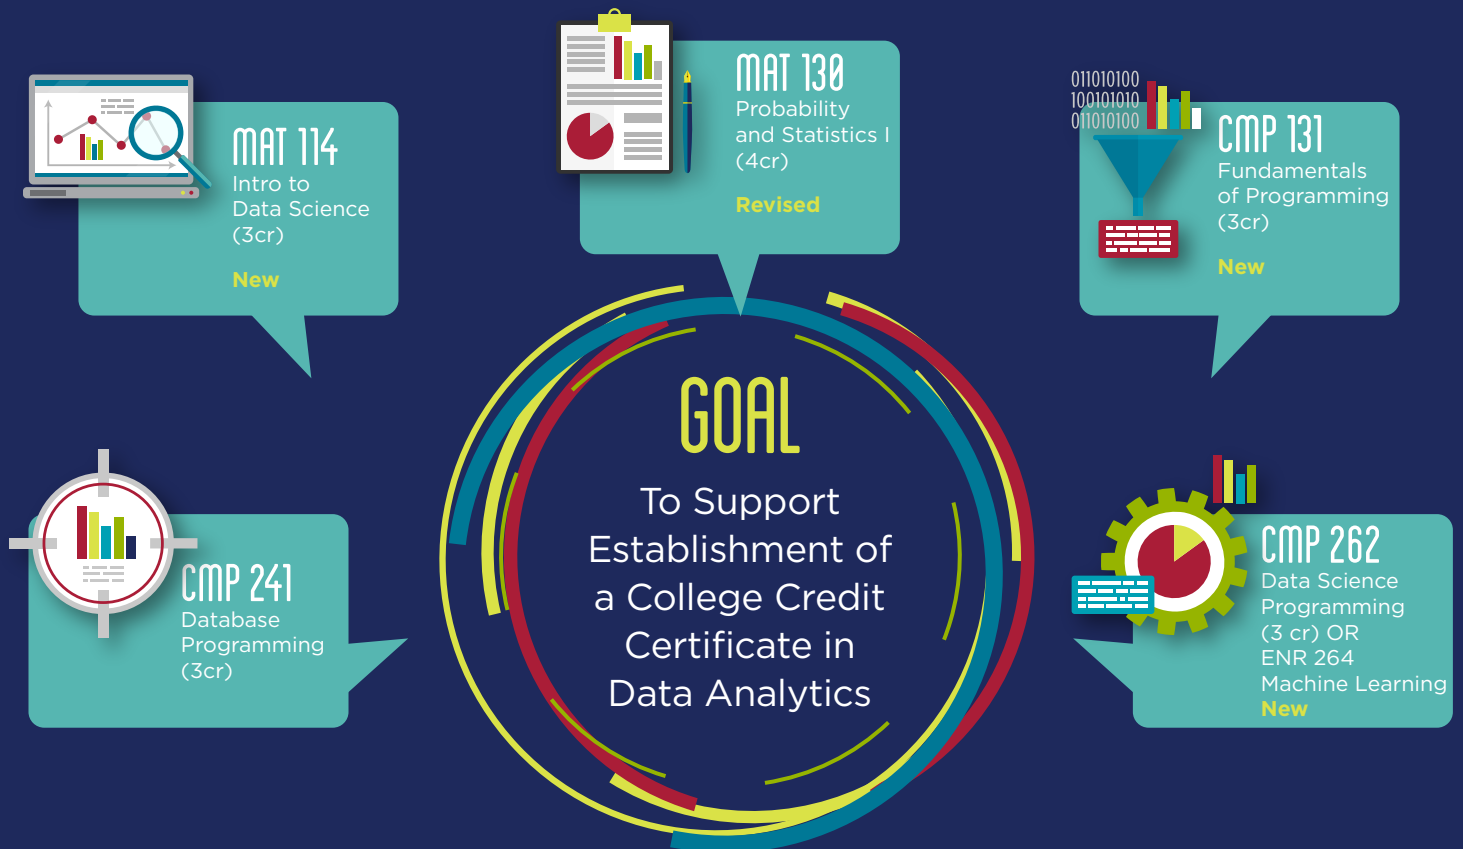 MAT 114
Intro to
Data Science
(3cr)
New
MAT 130
Probability
and Statistics I
(4cr)
Revised
011010100
100101010
011010100
CMP 131
Fundamentals
of Programming
(3cr)
New
GOAL
To Support
Establishment of
a College Credit
Certificate in
Data Analytics
CMP 241
Database
Programming
(3cr)
CMP 262
Data Science
Programming
(3 cr) OR
ENR 264
Machine Learning
New